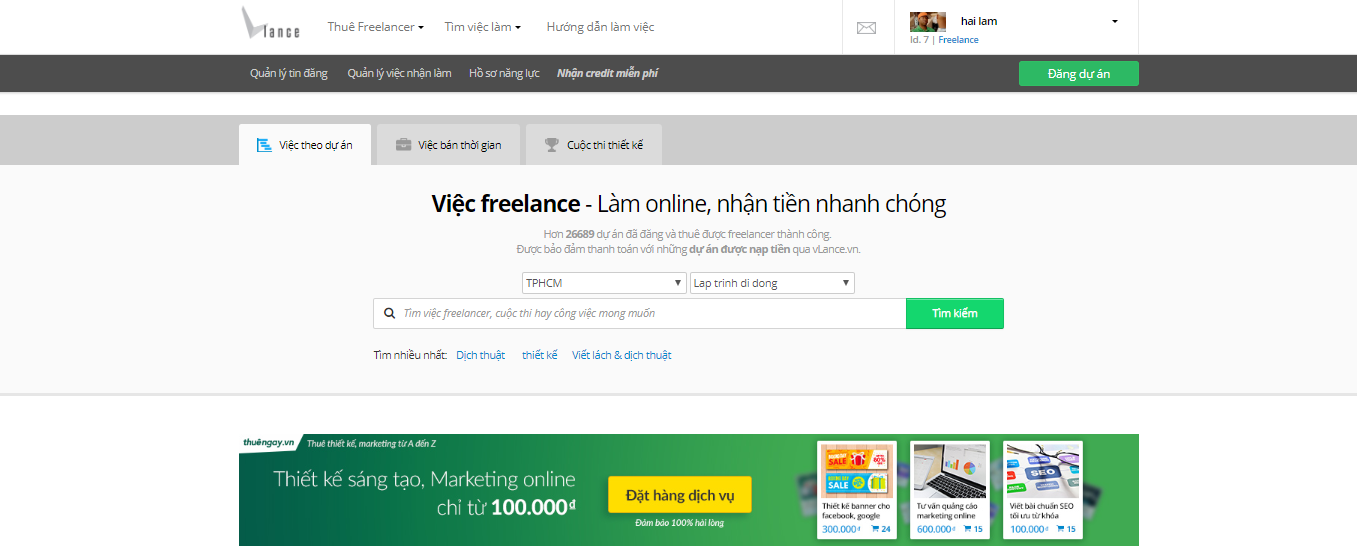 Vlance
Thuê Freelancer
Tìm việc làm
Hướng dẫn làm việc
hai lam
Id. 7 | Freelance
Quản lý tin đăng
Quản lý việc nhận làm
Hồ sơ năng lực
Nhận credit miễn phí
Đăng dự án
Việc theo dự án
Việc bán thời gian
Cuộc thi thiết kế
Việc freelance - Làm online, nhận tiền nhanh chóng
Hơn 26689 dự án đã đăng và thuê được freelancer thành công.
Được bảo đảm thanh toán với những dự án được nạp tiền qua vLance.vn.
TPHCM
Lap trinh di dong
Tìm việc freelancer, cuộc thi hay công việc mong muốn
Tìm kiếm
Tìm nhiều nhất: Dịch thuật thiết kế Viết lách & dịch thuật
thuêngay.vn
Thuê thiết kế, marketing từ A đến Z
Thiết kế sáng tạo, Marketing online
chỉ từ 100.000đ
Đặt hàng dịch vụ
Đảm bảo 100% hài lòng
SALE
60%
SALE
Thiết kế banner cho
facebook, google
300.000đ 24
Tư vấn quảng cáo
marketing online
600.000đ 15
SEO
Viết bài chuẩn SEO
tối ưu từ khóa
100.000đ 15